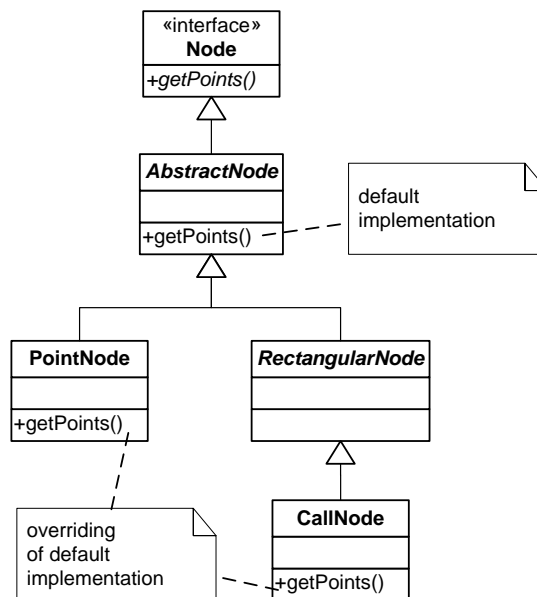 «interface»
Node
+getPoints()
AbstractNode
+getPoints()
default
implementation
PointNode
+getPoints()
RectangularNode
CallNode
+getPoints()
overriding
of default
implementation